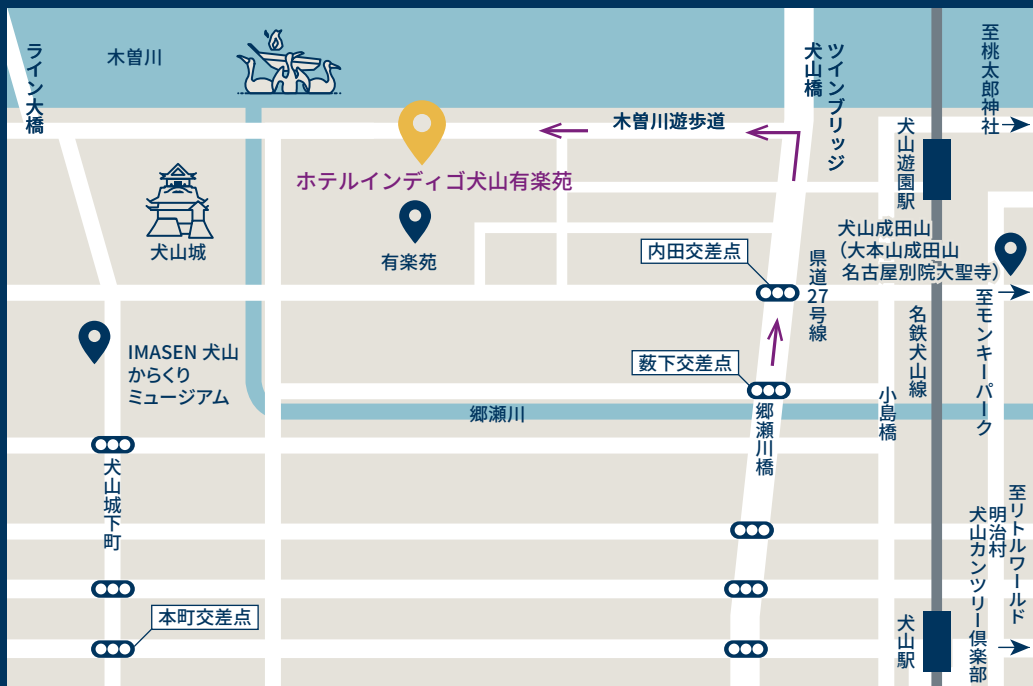 ライン大橋
木曽川
犬山橋
ツインブリッジ
至桃太郎神社
木曽川遊歩道
犬山遊園駅
ホテルインディゴ犬山有楽苑
犬山城
有楽苑
内田交差点
県道27号線
犬山成田山
(大本山成田山
名古屋別院大聖寺)
至モンキーパーク
名鉄犬山線
IMASEN 犬山
からくり
ミュージアム
薮下交差点
郷瀬川
郷瀬川橋
小島橋
犬山城下町
本町交差点
犬山駅
至リトルワールド
明治村
犬山カンツリー倶楽部